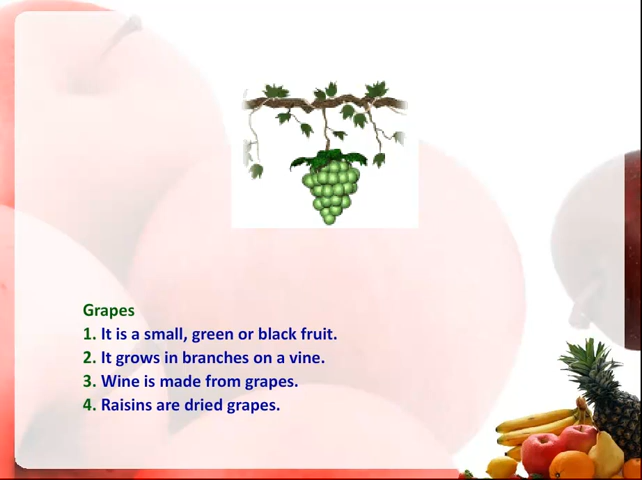 Grapes
1. It is a small, green or black fruit.
2. It grows in branches on a vine.
3. Wine is made from grapes.
4. Raisins are dried grapes.